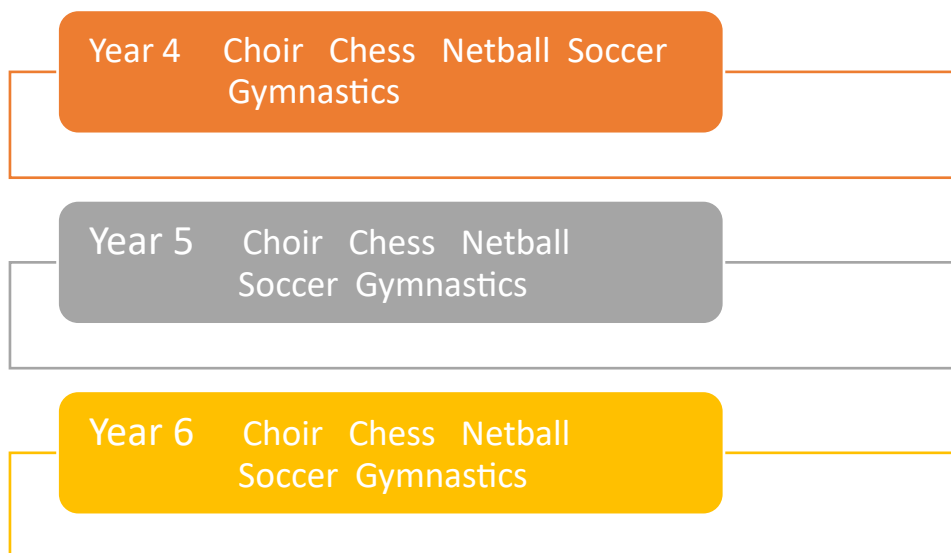 Year 4 Choir Chess Netball Soccer
Gymnastics
Year 5 Choir Chess Netball
Soccer Gymnastics
Year 6 Choir Chess Netball
Soccer Gymnastics